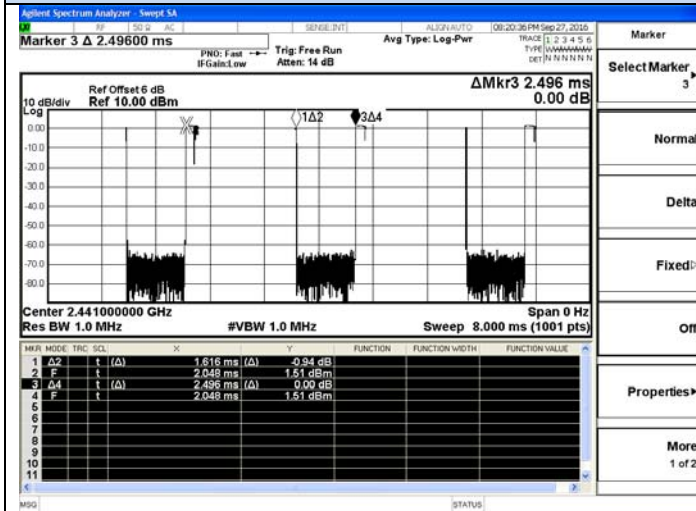 Agilent Spectrum Analyzer - Swept SA
RF 50 Ω AC SENSE:INT ALIGN AUTO 08:20:36 PM Sep 27, 2016
Marker 3 Δ 2.49600 ms
PNO: Fast Trig: Free Run Avg Type: Log-Pwr TRACE 1 2 3 4 5 6
IFGain:Low Atten: 14 dB TYPE WWWWWW
DET N N N N N N
ΔMkr3 2.496 ms
0.00 dB
Ref Offset 6 dB
10 dB/div Ref 10.00 dBm
Log
1Δ2 3Δ4
0.00
-10.0
-20.0
-30.0
-40.0
-50.0
-60.0
-70.0
-80.0
Center 2.441000000 GHz Span 0 Hz
Res BW 1.0 MHz #VBW 1.0 MHz Sweep 8.000 ms (1001 pts)
MKR MODE TRC SCL X Y FUNCTION FUNCTION WIDTH FUNCTION VALUE
1 Δ2 t (Δ) 1.616 ms (Δ) -0.94 dB
2 F t 2.048 ms 1.51 dBm
3 Δ4 t (Δ) 2.496 ms (Δ) 0.00 dB
4 F t 2.048 ms 1.51 dBm
5
6
7
8
9
10
11
MSG STATUS
Marker
Select Marker
3
Normal
Delta
Fixed
Off
Properties
More
1 of 2